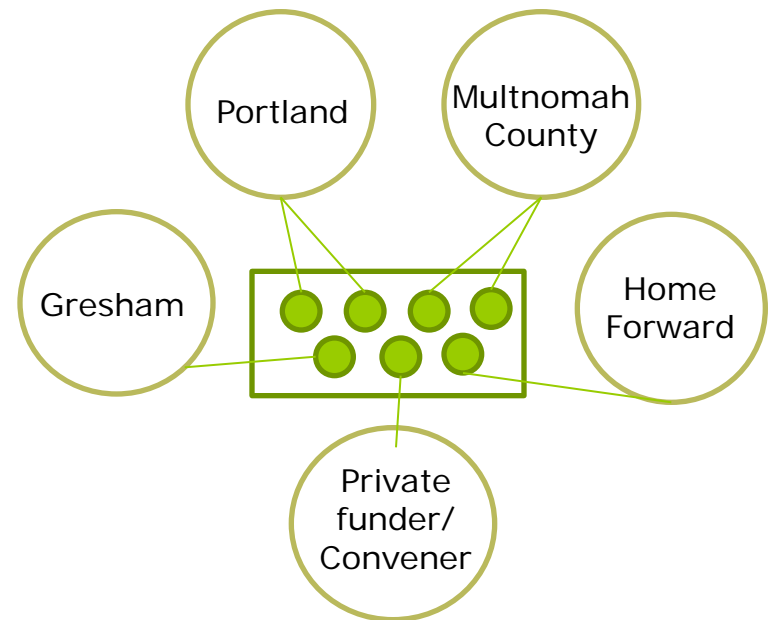 Portland
Multnomah
County
Gresham
Home
Forward
Private
funder/
Convener